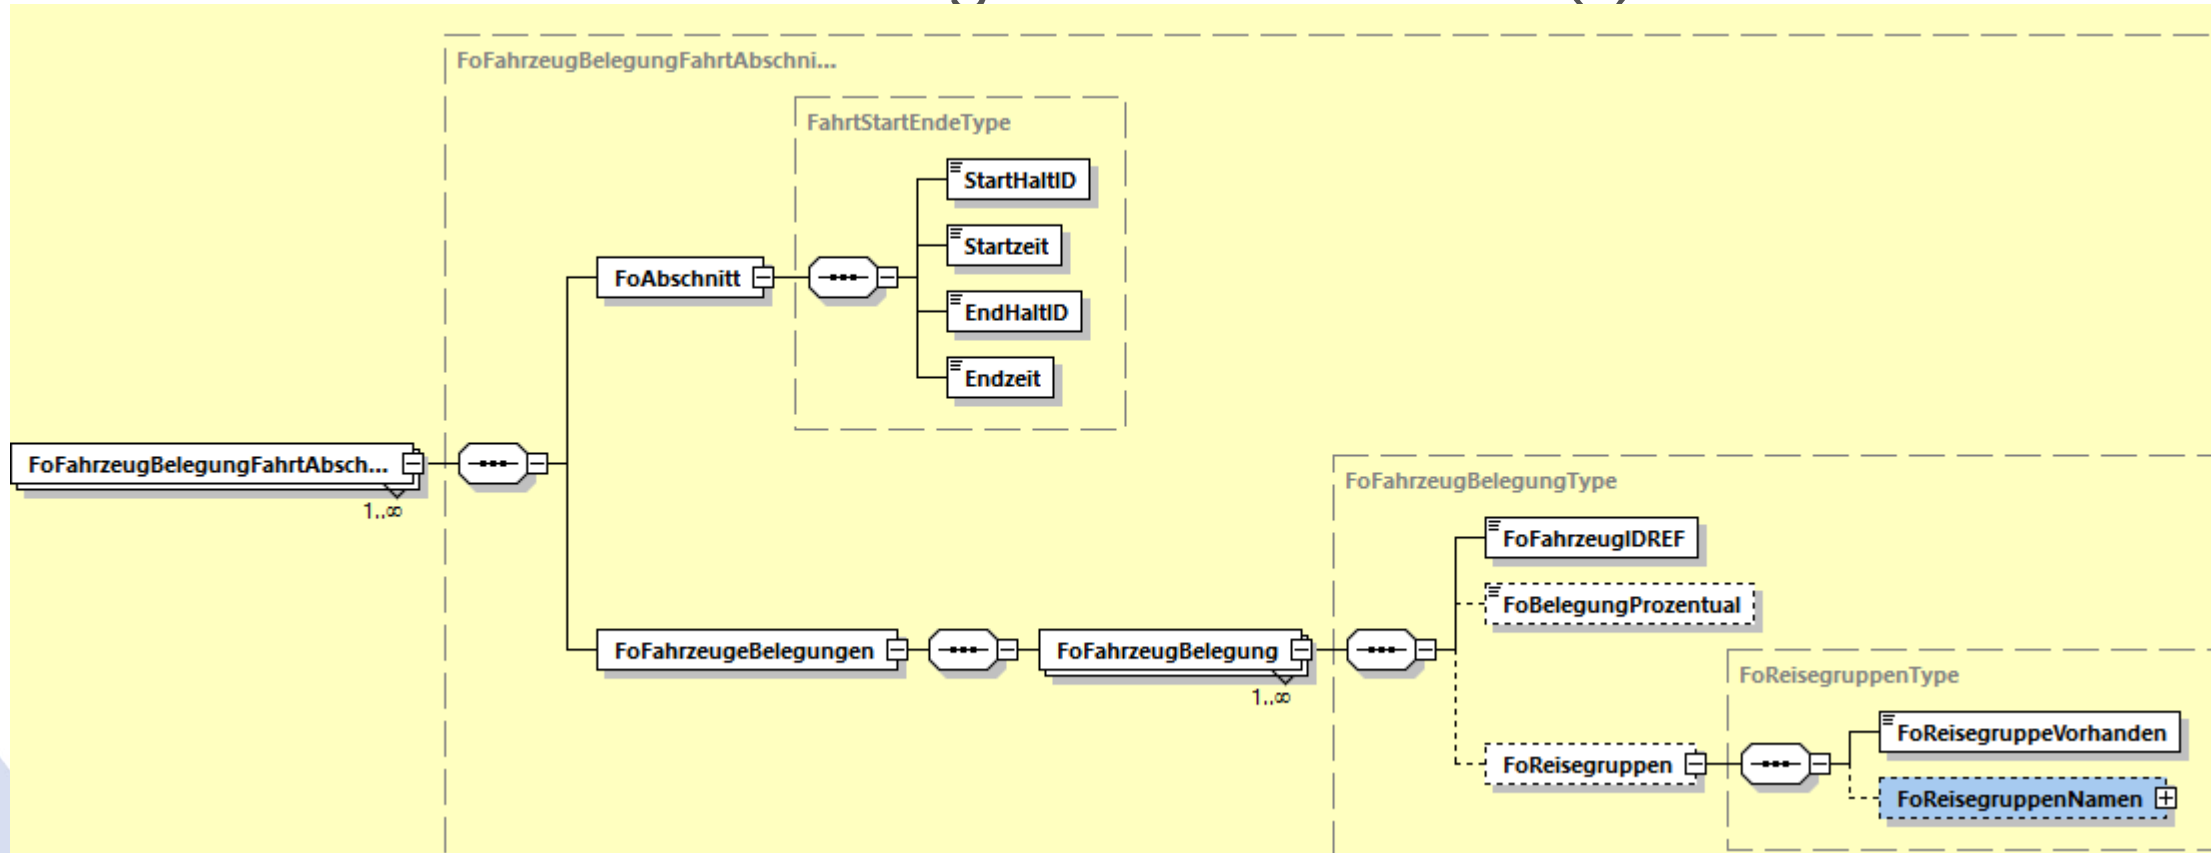 FoFahrzeugBelegungFahrtAbschni...
FahrtStartEndeType
StartHaltID
Startzeit
FoAbschnitt
EndHaltID
Endzeit
FoFahrzeugBelegungFahrtAbsch...
1..∞
FoFahrzeugBelegungType
FoFahrzeugIDREF
FoBelegungProzentual
FoFahrzeugeBelegungen
FoFahrzeugBelegung
1..∞
FoReisegruppenType
FoReisegruppeVorhanden
FoReisegruppen
FoReisegruppenNamen